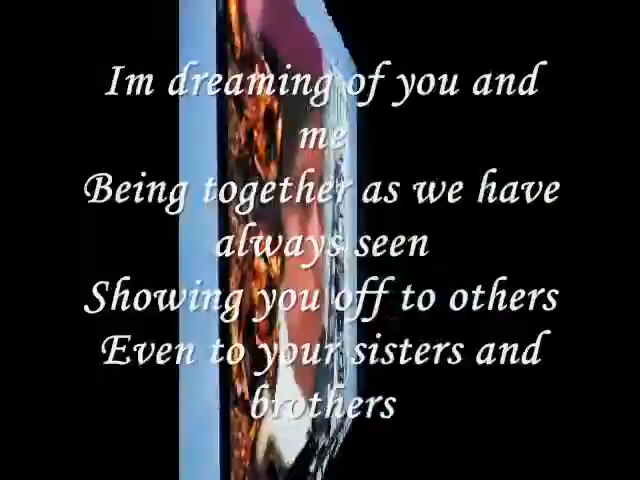 Im dreaming of you and
me
Being together as we have
always seen
Showing you off to others
Even to your sisters and
brothers